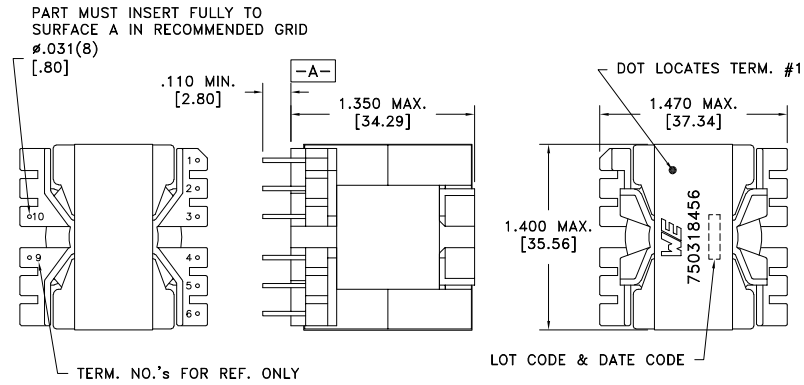 PART MUST INSERT FULLY TO
SURFACE A IN RECOMMENDED GRID
ø.031(8)
[.80]
.110 MIN.
[2.80]
-A-
1.350 MAX.
[34.29]
DOT LOCATES TERM. #1
1.470 MAX.
[37.34]
1
2
3
10
9
4
5
6
1.400 MAX.
[35.56]
WE
750318456
TERM. NO.'s FOR REF. ONLY
LOT CODE & DATE CODE